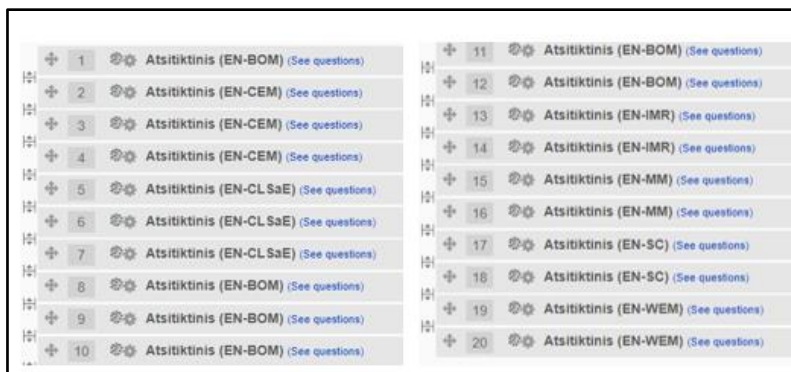 1 Atsitiktinis (EN-BOM) (See questions)
2 Atsitiktinis (EN-CEM) (See questions)
3 Atsitiktinis (EN-CEM) (See questions)
4 Atsitiktinis (EN-CEM) (See questions)
5 Atsitiktinis (EN-CLSaE) (See questions)
6 Atsitiktinis (EN-CLSaE) (See questions)
7 Atsitiktinis (EN-CLSaE) (See questions)
8 Atsitiktinis (EN-BOM) (See questions)
9 Atsitiktinis (EN-BOM) (See questions)
10 Atsitiktinis (EN-BOM) (See questions)
11 Atsitiktinis (EN-BOM) (See questions)
12 Atsitiktinis (EN-BOM) (See questions)
13 Atsitiktinis (EN-IMR) (See questions)
14 Atsitiktinis (EN-IMR) (See questions)
15 Atsitiktinis (EN-MM) (See questions)
16 Atsitiktinis (EN-MM) (See questions)
17 Atsitiktinis (EN-SC) (See questions)
18 Atsitiktinis (EN-SC) (See questions)
19 Atsitiktinis (EN-WEM) (See questions)
20 Atsitiktinis (EN-WEM) (See questions)